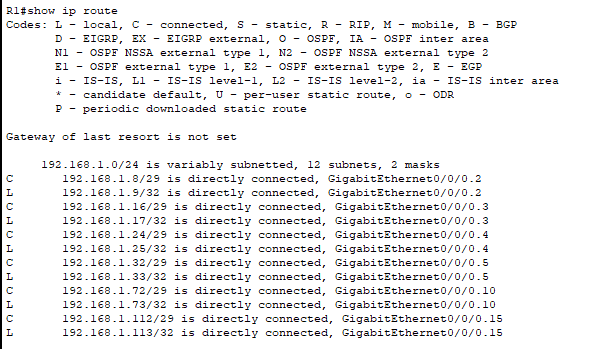 R1#show ip route
Codes: L - local, C - connected, S - static, R - RIP, M - mobile, B - BGP
D - EIGRP, EX - EIGRP external, O - OSPF, IA - OSPF inter area
N1 - OSPF NSSA external type 1, N2 - OSPF NSSA external type 2
E1 - OSPF external type 1, E2 - OSPF external type 2, E - EGP
i - IS-IS, L1 - IS-IS level-1, L2 - IS-IS level-2, ia - IS-IS inter area
* - candidate default, U - per-user static route, o - ODR
P - periodic downloaded static route
Gateway of last resort is not set
192.168.1.0/24 is variably subnetted, 12 subnets, 2 masks
C 192.168.1.8/29 is directly connected, GigabitEthernet0/0/0.2
L 192.168.1.9/32 is directly connected, GigabitEthernet0/0/0.2
C 192.168.1.16/29 is directly connected, GigabitEthernet0/0/0.3
L 192.168.1.17/32 is directly connected, GigabitEthernet0/0/0.3
C 192.168.1.24/29 is directly connected, GigabitEthernet0/0/0.4
L 192.168.1.25/32 is directly connected, GigabitEthernet0/0/0.4
C 192.168.1.32/29 is directly connected, GigabitEthernet0/0/0.5
L 192.168.1.33/32 is directly connected, GigabitEthernet0/0/0.5
C 192.168.1.72/29 is directly connected, GigabitEthernet0/0/0.10
L 192.168.1.73/32 is directly connected, GigabitEthernet0/0/0.10
C 192.168.1.112/29 is directly connected, GigabitEthernet0/0/0.15
L 192.168.1.113/32 is directly connected, GigabitEthernet0/0/0.15